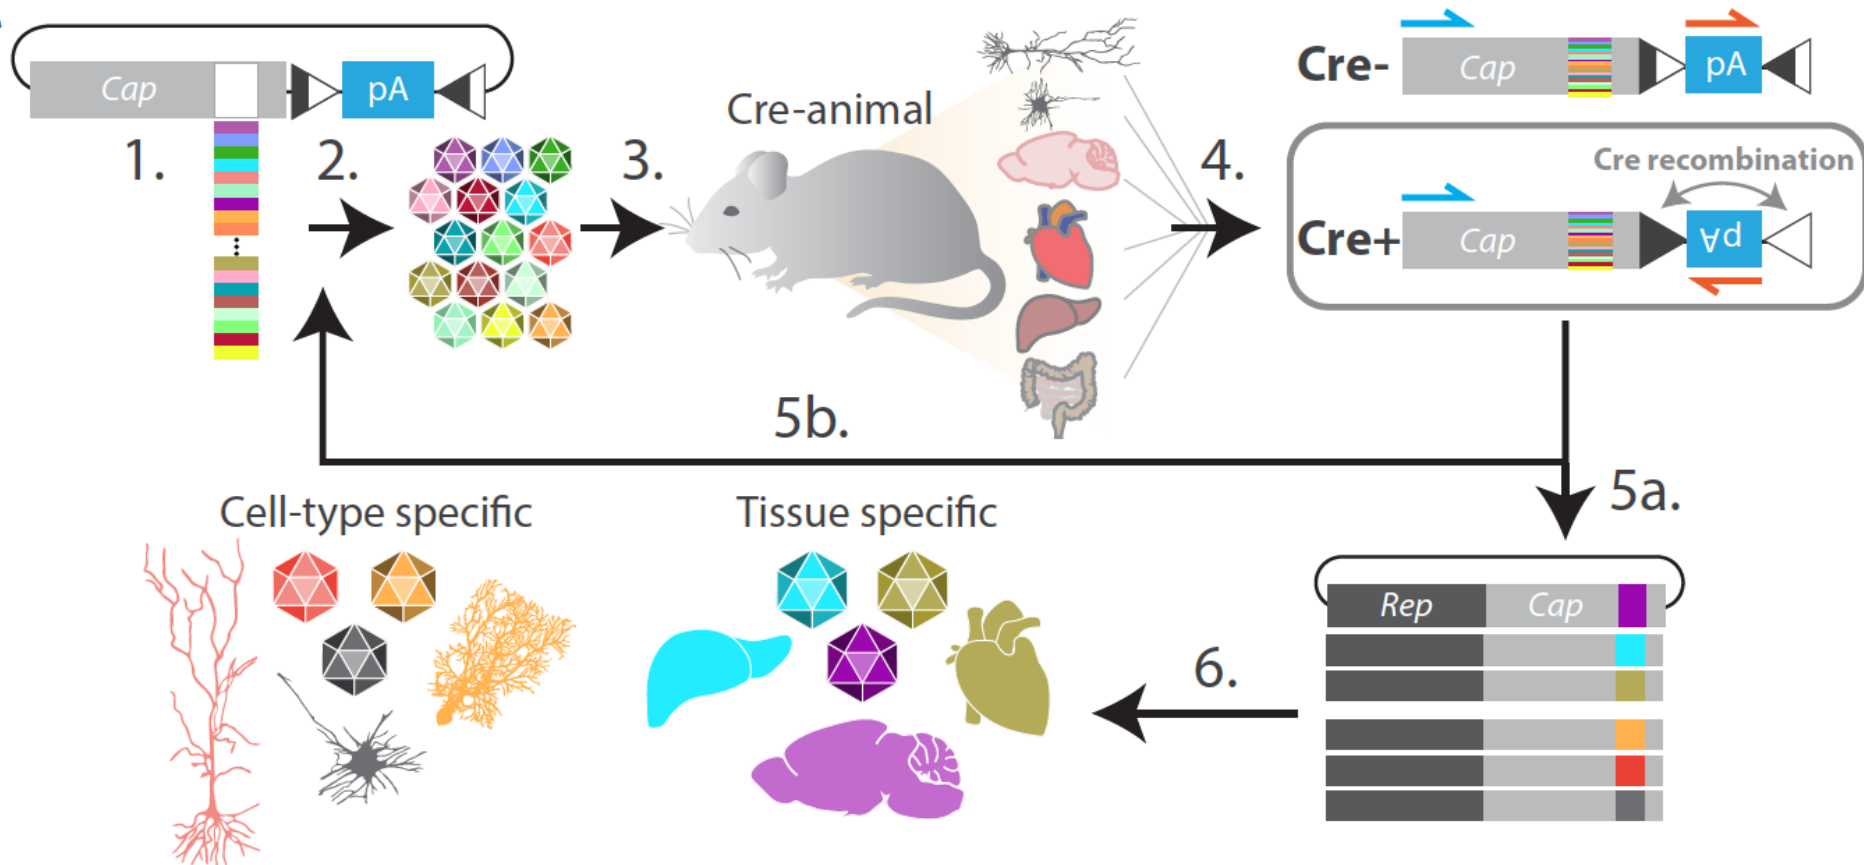 Cap
pA
1.
2.
3.
Cre-animal
4.
Cre-
Cap
pA
Cre recombination
Cre+
Cap
pA
5b.
5a.
Cell-type specific
Tissue specific
Rep
Cap
6.